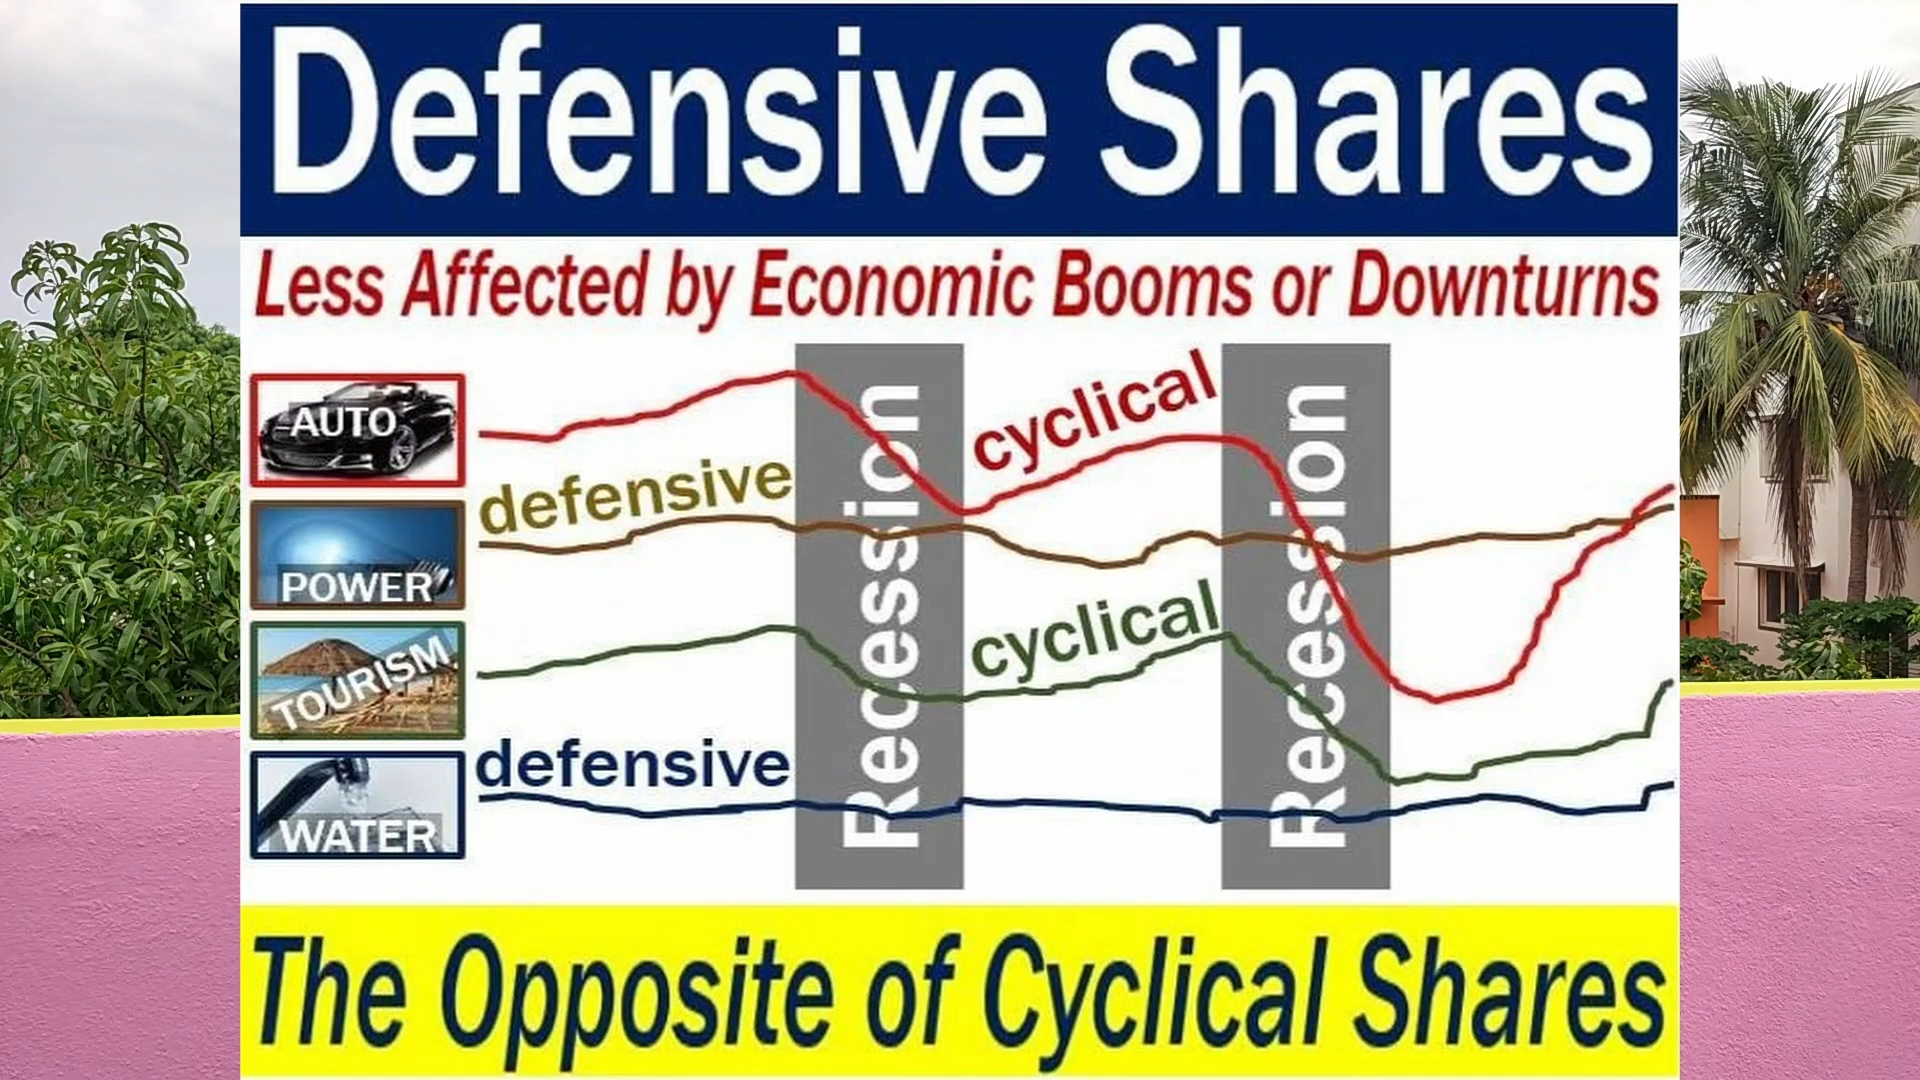 Defensive Shares
Less Affected by Economic Booms or Downturns
AUTO
cyclical
defensive
POWER
Recession
Recession
TOURISM
cyclical
defensive
WATER
The Opposite of Cyclical Shares